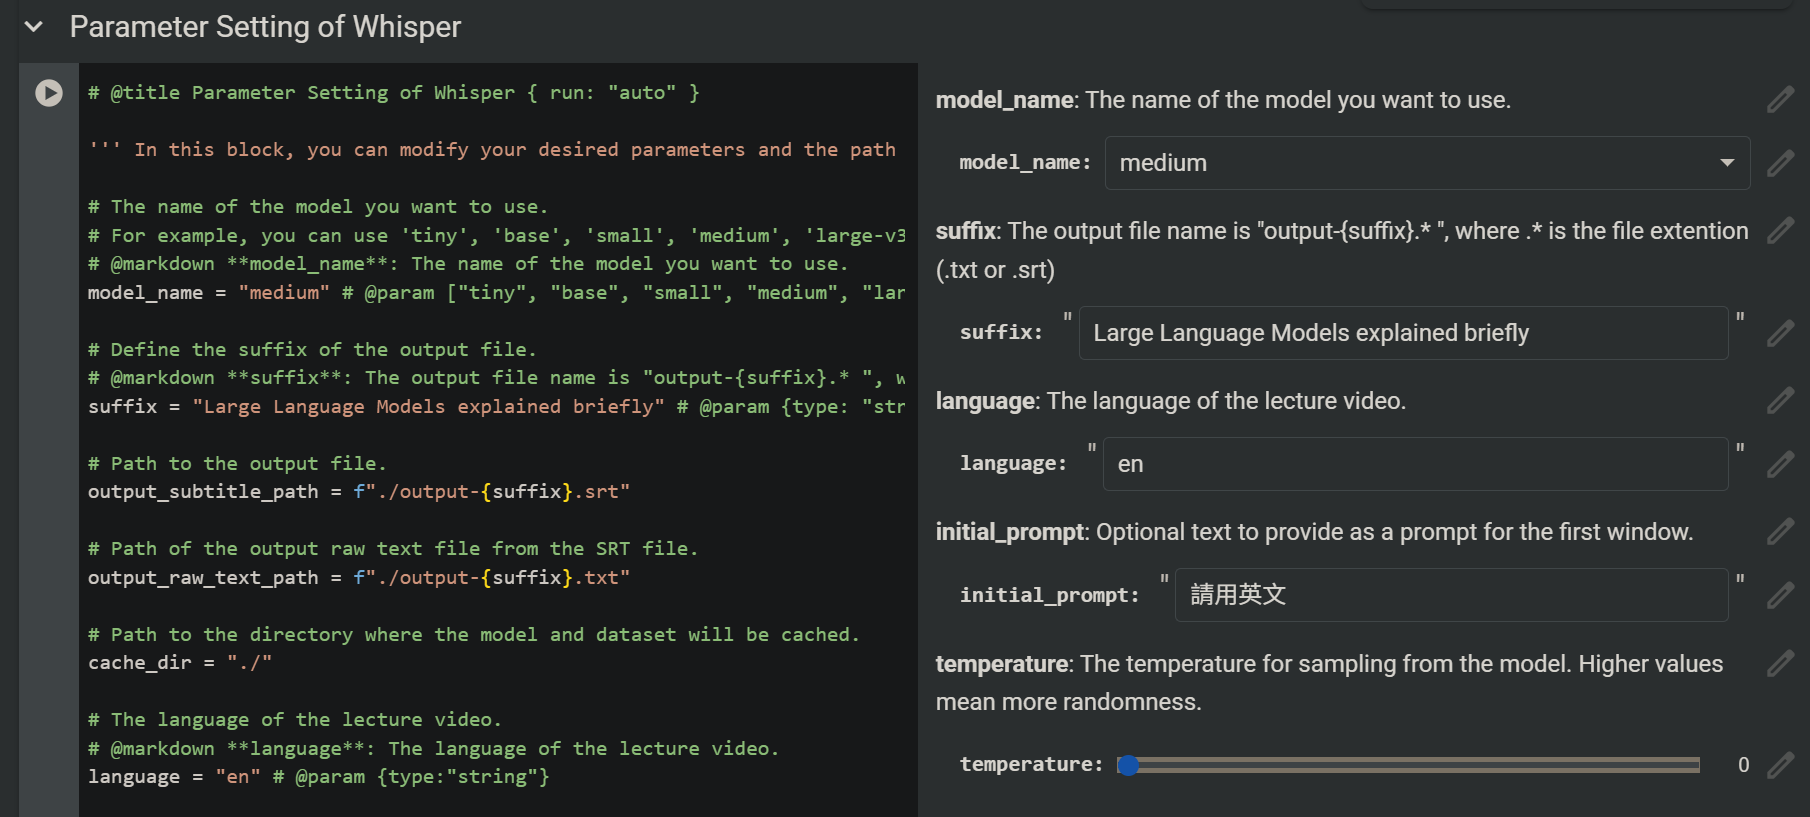 Parameter Setting of Whisper
# @title Parameter Setting of Whisper { run: "auto" }
''' In this block, you can modify your desired parameters and the path
# The name of the model you want to use.
# For example, you can use 'tiny', 'base', 'small', 'medium', 'large-v3
# @markdown **model_name**: The name of the model you want to use.
model_name = "medium" # @param ["tiny", "base", "small", "medium", "lar
# Define the suffix of the output file.
# @markdown **suffix**: The output file name is "output-{suffix}.* ", w
suffix = "Large Language Models explained briefly" # @param {type: "str
# Path to the output file.
output_subtitle_path = f"./output-{suffix}.srt"
# Path of the output raw text file from the SRT file.
output_raw_text_path = f"./output-{suffix}.txt"
# Path to the directory where the model and dataset will be cached.
cache_dir = "./"
# The language of the lecture video.
# @markdown **language**: The language of the lecture video.
language = "en" # @param {type:"string"}
model_name: The name of the model you want to use.
model_name: medium
suffix: The output file name is "output-{suffix}.* ", where .* is the file extention
(.txt or .srt)
suffix: " Large Language Models explained briefly "
language: The language of the lecture video.
language: " en "
initial_prompt: Optional text to provide as a prompt for the first window.
initial_prompt: " 請用英文 "
temperature: The temperature for sampling from the model. Higher values
mean more randomness.
temperature: 0